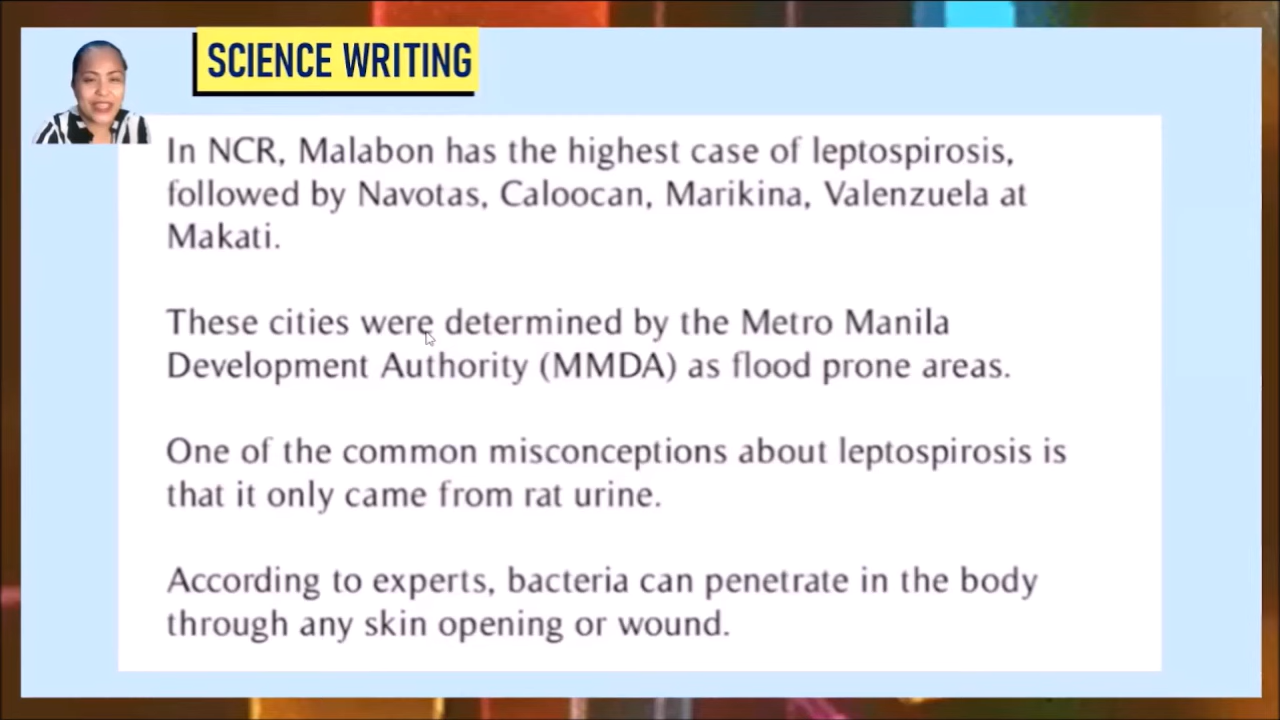 SCIENCE WRITING
In NCR, Malabon has the highest case of leptospirosis,
followed by Navotas, Caloocan, Marikina, Valenzuela at
Makati.
These cities were determined by the Metro Manila
Development Authority (MMDA) as flood prone areas.
One of the common misconceptions about leptospirosis is
that it only came from rat urine.
According to experts, bacteria can penetrate in the body
through any skin opening or wound.